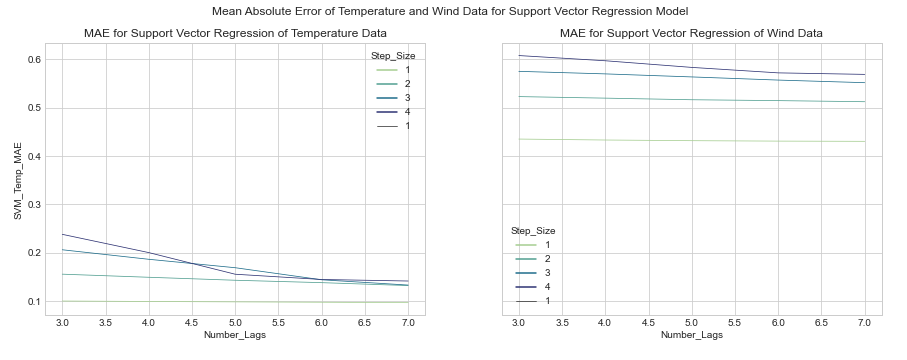 Mean Absolute Error of Temperature and Wind Data for Support Vector Regression Model
MAE for Support Vector Regression of Temperature Data
Step_Size
1
2
3
4
1
0.6
0.5
0.4
0.3
0.2
0.1
SVM_Temp_MAE
3.0 3.5 4.0 4.5 5.0 5.5 6.0 6.5 7.0
Number_Lags
MAE for Support Vector Regression of Wind Data
Step_Size
1
2
3
4
1
3.0 3.5 4.0 4.5 5.0 5.5 6.0 6.5 7.0
Number_Lags